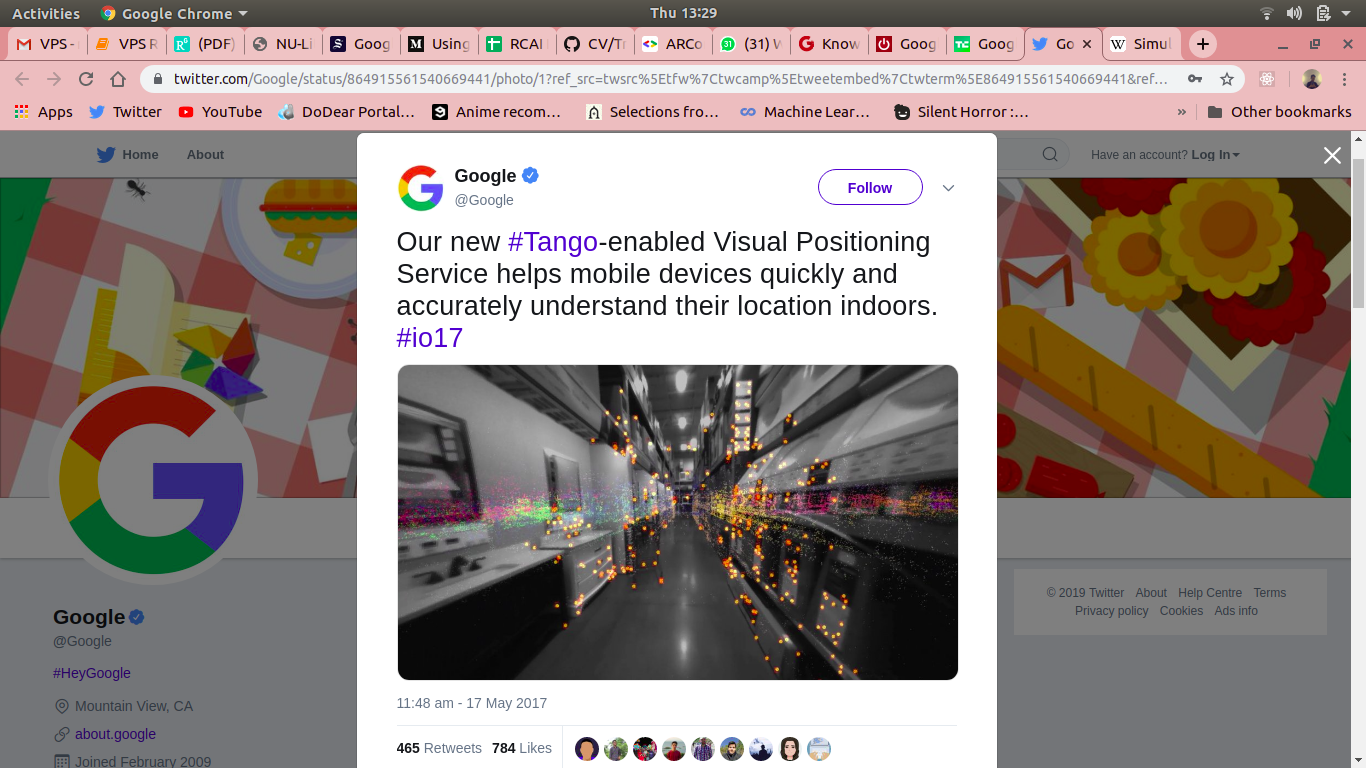 Activities Google Chrome Thu 13:29
VPS - VPS R (PDF) NU-Li Goog Using RCAI CV/Tr ARCo (31) W Know Goog Goog Go Simul
twitter.com/Google/status/864915561540669441/photo/1?ref_src=twsrc%5Etfw%7Ctwcamp%5Etweetembed%7Ctwterm%5E864915561540669441&ref…
Apps Twitter YouTube DoDear Portal… Anime recom… Selections fro… Machine Lear… Silent Horror :… » Other bookmarks
Home About Have an account? Log In
Google
@Google
Follow
Our new #Tango-enabled Visual Positioning
Service helps mobile devices quickly and
accurately understand their location indoors.
#io17
11:48 am - 17 May 2017
465 Retweets 784 Likes
Google
@Google
#HeyGoogle
Mountain View, CA
about.google
Joined February 2009
© 2019 Twitter About Help Centre Terms
Privacy policy Cookies Ads info